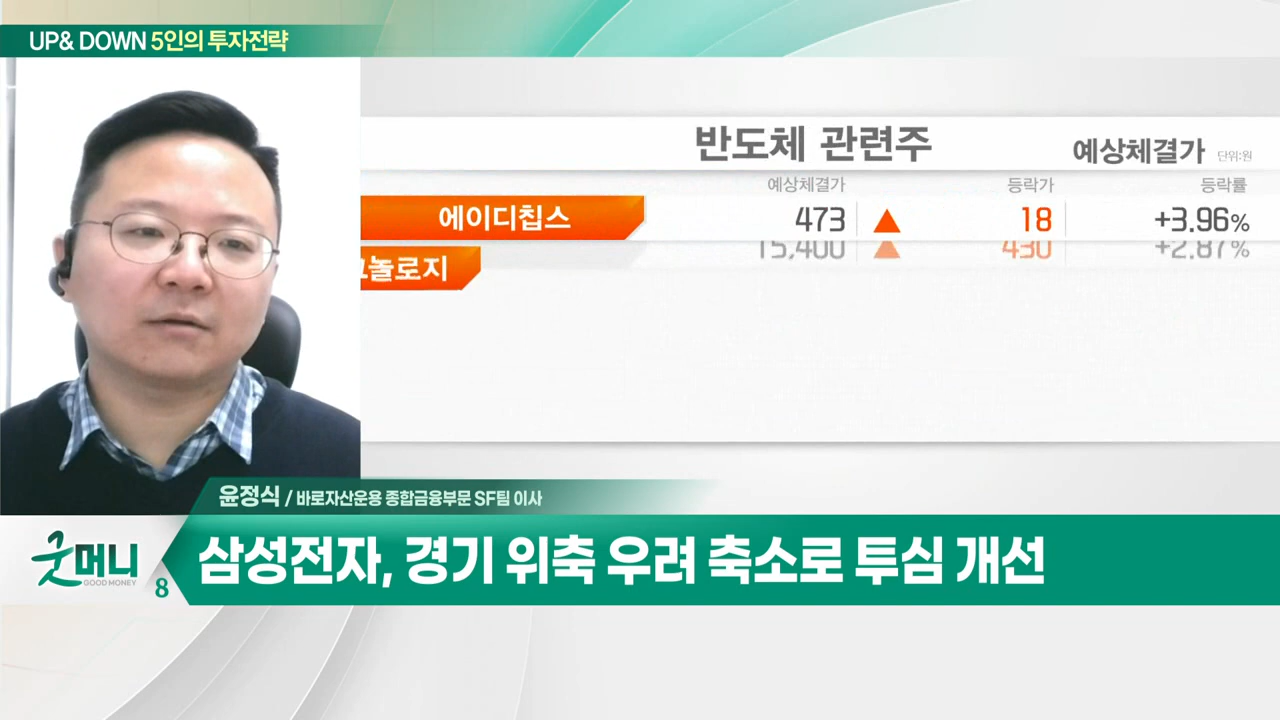 UP& DOWN 5인의 투자전략
반도체 관련주 예상체결가 단위:원
예상체결가 등락가 등락률
에이디칩스 473 ▲ 18 +3.96%
놀로지 15,400 ▲ 430 +2.87%
윤정식 / 바로자산운용 종합금융부문 SF팀 이사
굿머니 GOOD MONEY 8
삼성전자, 경기 위축 우려 축소로 투심 개선